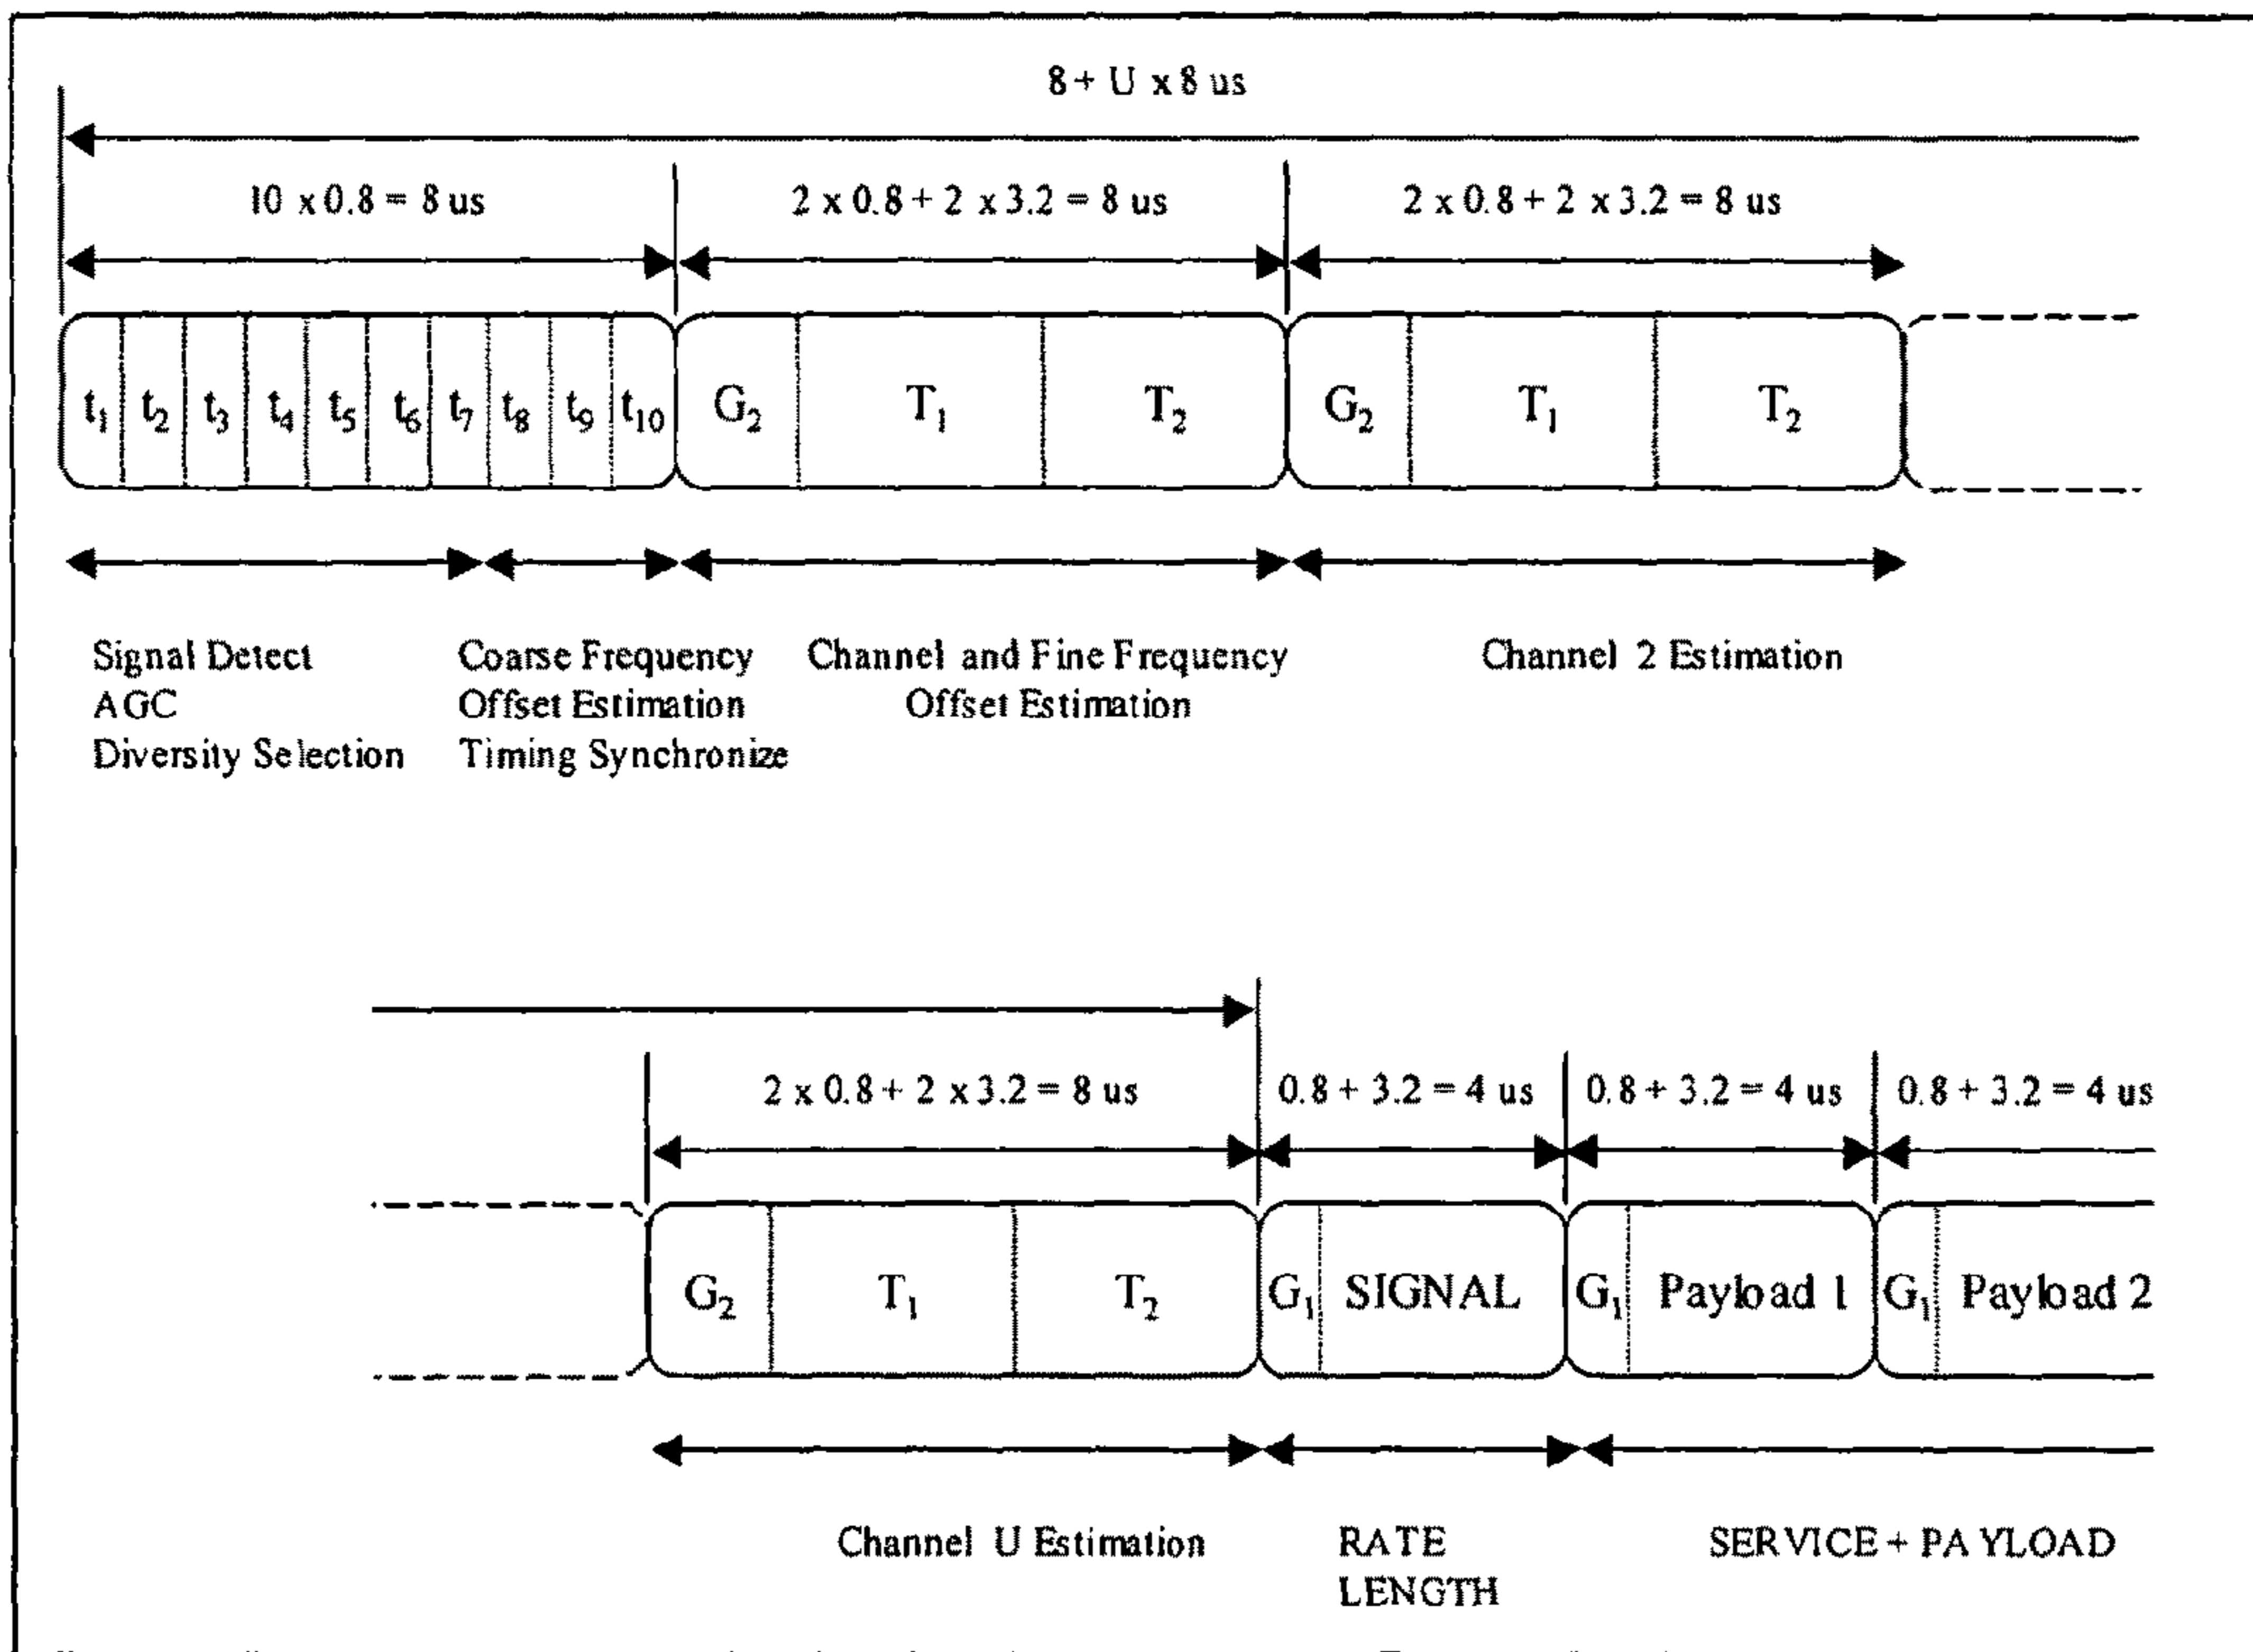 8 + U x 8 us
10 x 0.8 = 8 us
2 x 0.8 + 2 x 3.2 = 8 us
2 x 0.8 + 2 x 3.2 = 8 us
t1 t2 t3 t4 t5 t6 t7 t8 t9 t10 G2 T1 T2 G2 T1 T2
Signal Detect
AGC
Diversity Selection
Coarse Frequency
Offset Estimation
Timing Synchronize
Channel and Fine Frequency
Offset Estimation
Channel 2 Estimation
2 x 0.8 + 2 x 3.2 = 8 us
0.8 + 3.2 = 4 us
0.8 + 3.2 = 4 us
0.8 + 3.2 = 4 us
G2 T1 T2 G1 SIGNAL G1 Payload 1 G1 Payload 2
Channel U Estimation
RATE
LENGTH
SERVICE + PAYLOAD